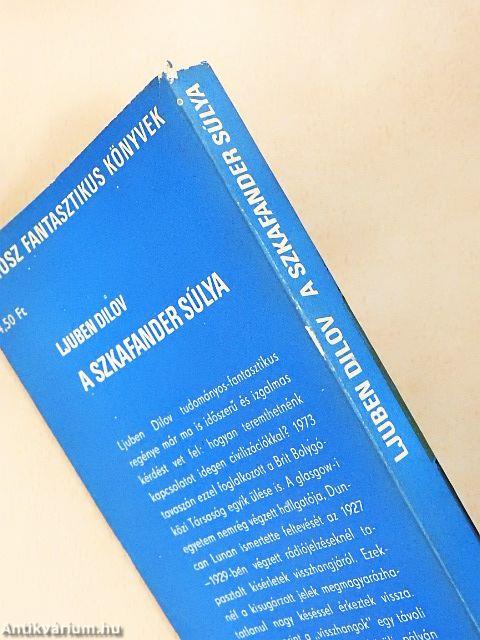 KOZMOSZ FANTASZTIKUS KÖNYVEK
,50 Ft
LJUBEN DILOV
A SZKAFANDER SÚLYA
Ljuben Dilov tudományos-fantasztikus
regénye már ma is időszerű és izgalmas
kérdést vet fel: hogyan teremthetnénk
kapcsolatot idegen civilizációkkal? 1973
tavaszán ezzel foglalkozott a Brit Bolygó-
közi Társaság egyik ülése is. A glasgow-i
egyetem nemrég végzett hallgatója, Dun-
can Lunan ismertette feltevését az 1927
–1929-ben végzett rádiójelzéseknél ta-
pasztalt kísérletek visszhangjáról. Ezek-
nél a kisugárzott jelek megmagyarázha-
tatlanul nagy késéssel érkeztek vissza.
"visszhangok" egy távoli
LJUBEN DILOV A SZKAFANDER SÚLYA
Antikvárium.hu